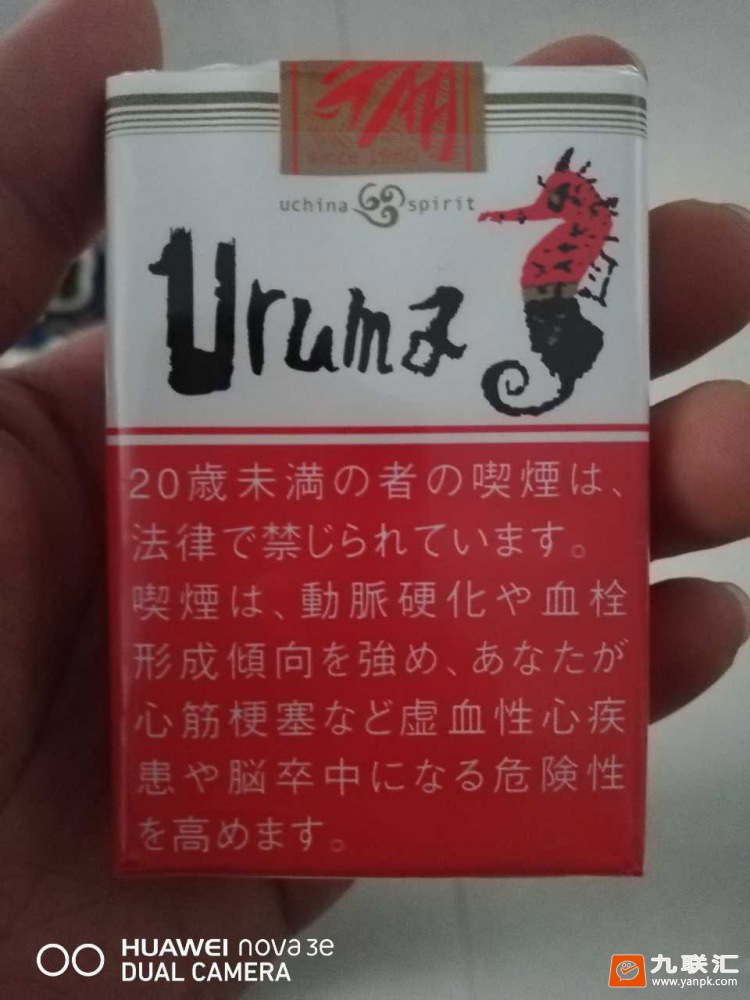 since 1960
uchina spirit
Uruma
20歳未満の者の喫煙は、
法律で禁じられています。
喫煙は、動脈硬化や血栓
形成傾向を強め、あなたが
心筋梗塞など虚血性心疾
患や脳卒中になる危険性
を高めます。
HUAWEI nova 3e
DUAL CAMERA
九联汇
www.yanpk.com